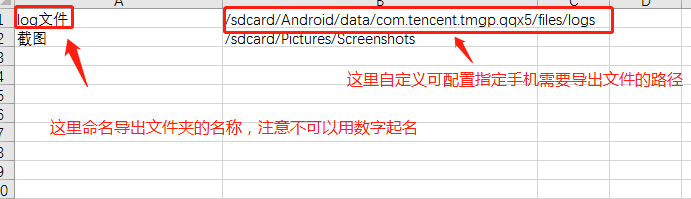 A B C D
1 log文件 /sdcard/Android/data/com.tencent.tmgp.qqx5/files/logs
2 截图 /sdcard/Pictures/Screenshots
3
4 这里自定义可配置指定手机需要导出文件的路径
5
6
7 这里命名导出文件夹的名称，注意不可以用数字起名
8
9
0